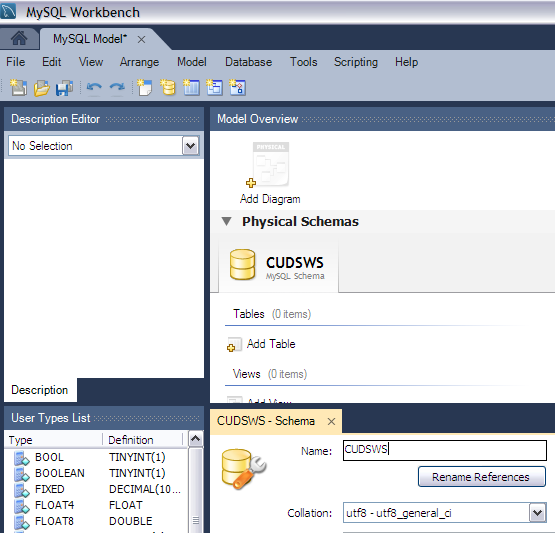 MySQL Workbench
MySQL Model*
File Edit View Arrange Model Database Tools Scripting Help
Description Editor
No Selection
Description
Model Overview
PHYSICAL
Add Diagram
Physical Schemas
CUDSWS
MySQL Schema
Tables (0 items)
Add Table
Views (0 items)
Add View
User Types List
Type Definition
BOOL TINYINT(1)
BOOLEAN TINYINT(1)
FIXED DECIMAL(10...
FLOAT4 FLOAT
FLOAT8 DOUBLE
CUDSWS - Schema
Name: CUDSWS
Rename References
Collation: utf8 - utf8_general_ci